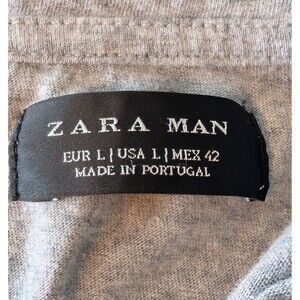 ZARA MAN
EUR L | USA L | MEX 42
MADE IN PORTUGAL